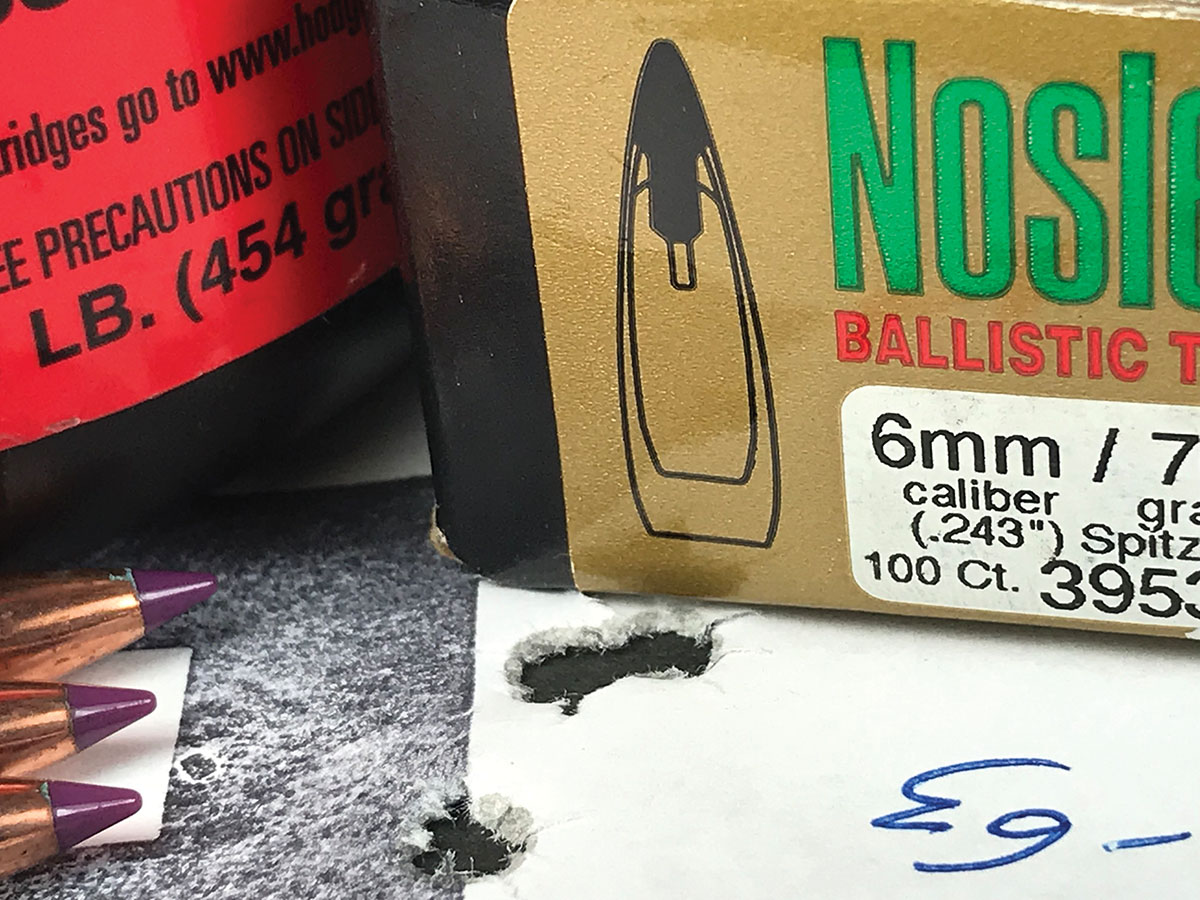 ridges go to www.hodg
EE PRECAUTIONS ON SIDE
LB. (454 gra
Nosle
BALLISTIC T
6mm / 7
caliber gra
(.243") Spitz
100 Ct. 3953